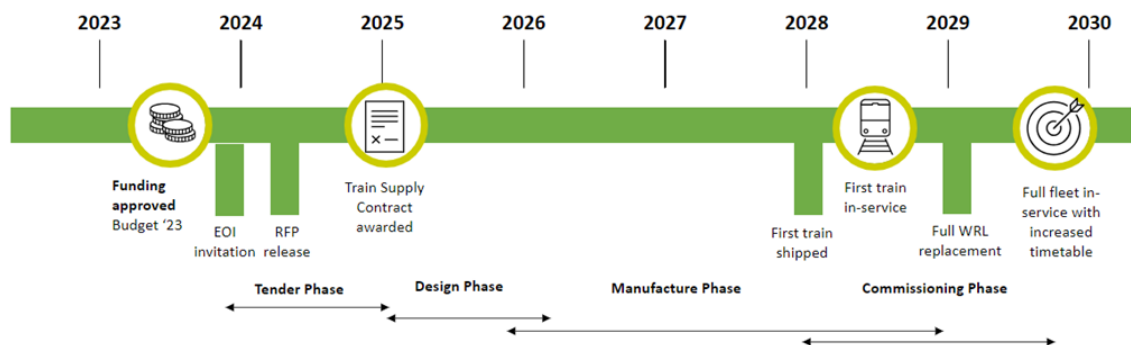 2023
2024
2025
2026
2027
2028
2029
2030
Funding
approved
Budget ‘23
EOI
invitation
RFP
release
Train Supply
Contract
awarded
First train
shipped
First train
in-service
Full WRL
replacement
Full fleet in-
service with
increased
timetable
Tender Phase
Design Phase
Manufacture Phase
Commissioning Phase